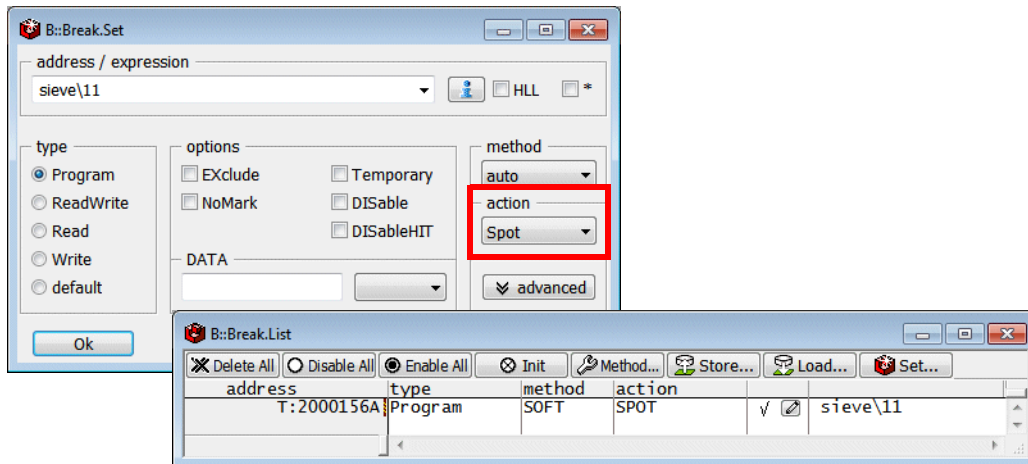 B::Break.Set
address / expression
sieve\11
HLL
*
type
options
method
Program
EXclude
Temporary
auto
ReadWrite
NoMark
DISable
action
Read
DISableHIT
Spot
Write
DATA
default
advanced
Ok
B::Break.List
Delete All Disable All Enable All Init Method... Store... Load... Set...
address type method action
T:2000156A Program SOFT SPOT √ sieve\11